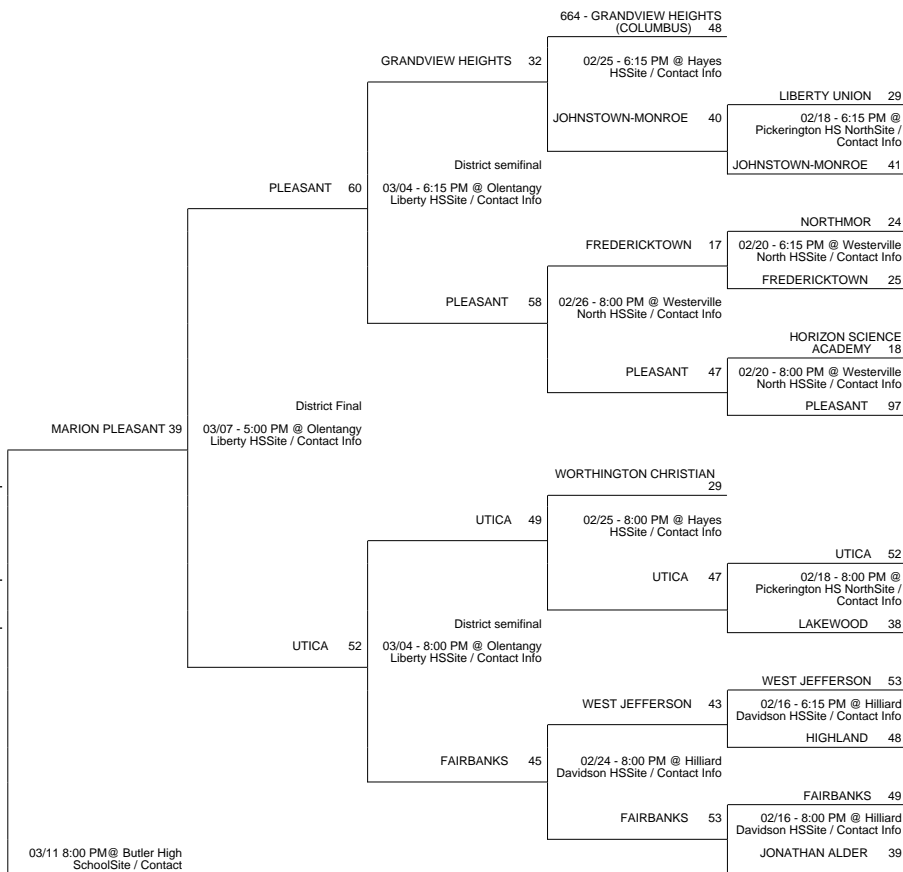 664 - GRANDVIEW HEIGHTS
(COLUMBUS) 48
GRANDVIEW HEIGHTS 32
02/25 - 6:15 PM @ Hayes
HSSite / Contact Info
LIBERTY UNION 29
JOHNSTOWN-MONROE 40
02/18 - 6:15 PM @
Pickerington HS NorthSite /
Contact Info
JOHNSTOWN-MONROE 41
District semifinal
PLEASANT 60
03/04 - 6:15 PM @ Olentangy
Liberty HSSite / Contact Info
NORTHMOR 24
FREDERICKTOWN 17
02/20 - 6:15 PM @ Westerville
North HSSite / Contact Info
FREDERICKTOWN 25
PLEASANT 58
02/26 - 8:00 PM @ Westerville
North HSSite / Contact Info
HORIZON SCIENCE
ACADEMY 18
PLEASANT 47
02/20 - 8:00 PM @ Westerville
North HSSite / Contact Info
PLEASANT 97
District Final
MARION PLEASANT 39
03/07 - 5:00 PM @ Olentangy
Liberty HSSite / Contact Info
WORTHINGTON CHRISTIAN
29
UTICA 49
02/25 - 8:00 PM @ Hayes
HSSite / Contact Info
UTICA 52
UTICA 47
02/18 - 8:00 PM @
Pickerington HS NorthSite /
Contact Info
LAKEWOOD 38
District semifinal
UTICA 52
03/04 - 8:00 PM @ Olentangy
Liberty HSSite / Contact Info
WEST JEFFERSON 53
WEST JEFFERSON 43
02/16 - 6:15 PM @ Hilliard
Davidson HSSite / Contact Info
HIGHLAND 48
FAIRBANKS 45
02/24 - 8:00 PM @ Hilliard
Davidson HSSite / Contact Info
FAIRBANKS 49
FAIRBANKS 53
02/16 - 8:00 PM @ Hilliard
Davidson HSSite / Contact Info
JONATHAN ALDER 39
03/11 8:00 PM@ Butler High
SchoolSite / Contact